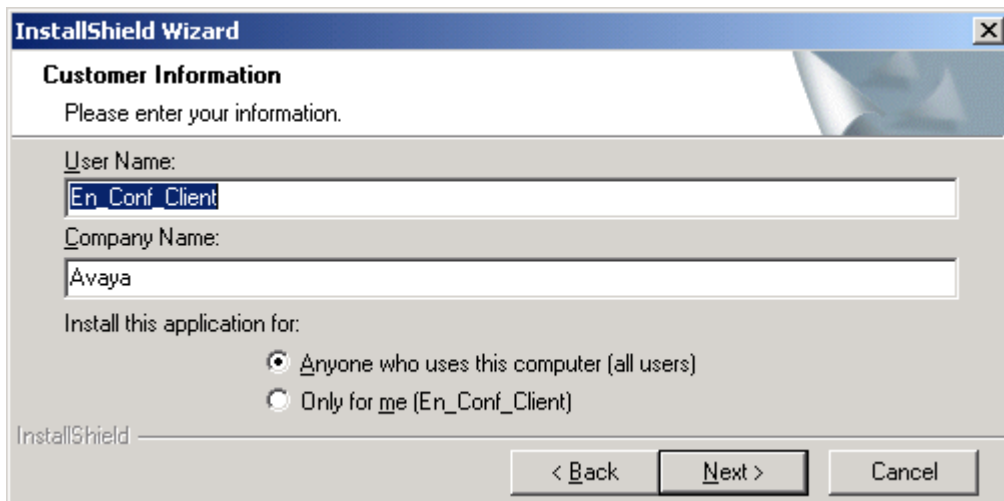 InstallShield Wizard
Customer Information
Please enter your information.
User Name:
En_Conf_Client
Company Name:
Avaya
Install this application for:
Anyone who uses this computer (all users)
Only for me (En_Conf_Client)
InstallShield
< Back Next > Cancel